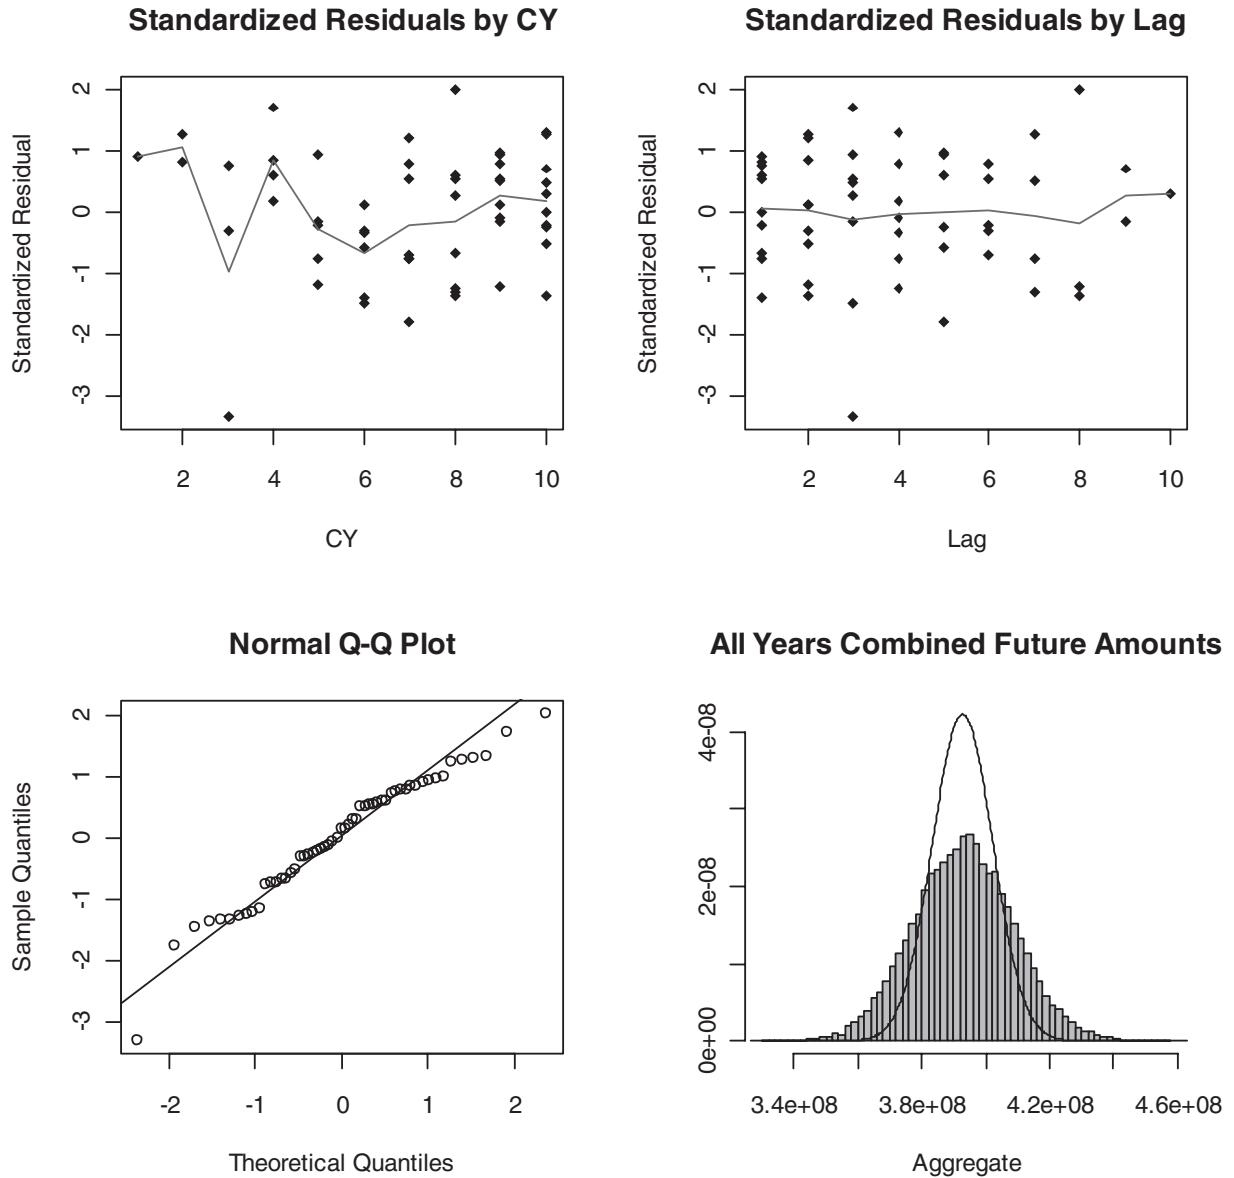 Standardized Residuals by CY
Standardized Residual
2
1
0
-1
-2
-3
2 4 6 8 10
CY
Standardized Residuals by Lag
Standardized Residual
2
1
0
-1
-2
-3
2 4 6 8 10
Lag
Normal Q-Q Plot
Sample Quantiles
2
1
0
-1
-2
-3
-2 -1 0 1 2
Theoretical Quantiles
All Years Combined Future Amounts
4e-08
2e-08
0e+00
3.4e+08 3.8e+08 4.2e+08 4.6e+08
Aggregate